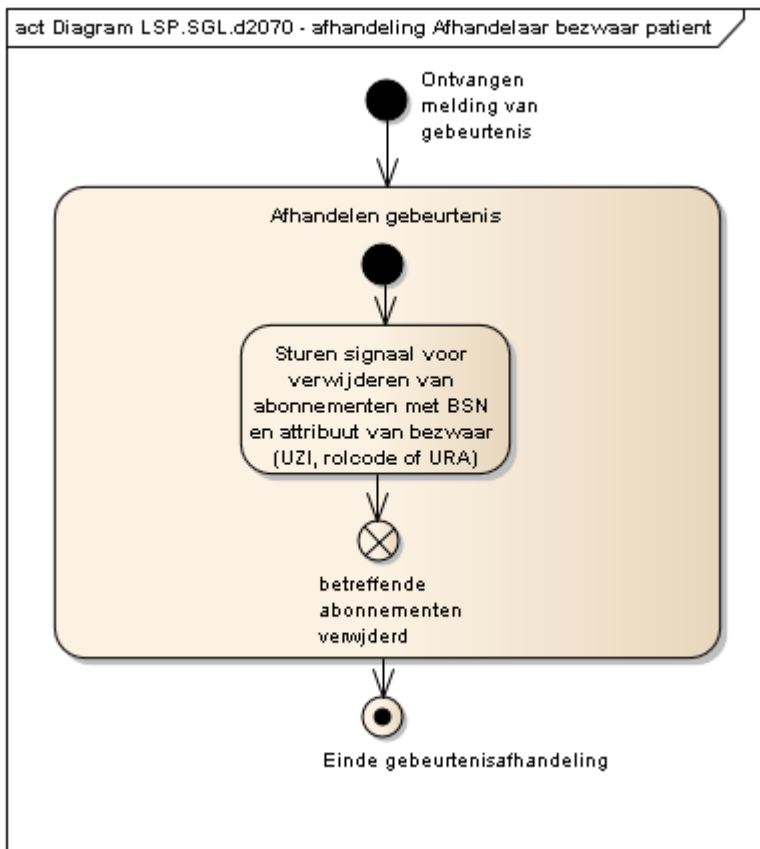 act Diagram LSP.SGL.d2070 - afhandeling Afhandelaar bezwaar patient
Ontvangen
melding van
gebeurtenis
Afhandelen gebeurtenis
Sturen signaal voor
verwijderen van
abonnementen met BSN
en attribuut van bezwaar
(UZI, rolcode of URA)
betreffende
abonnementen
verwijderd
Einde gebeurtenisafhandeling